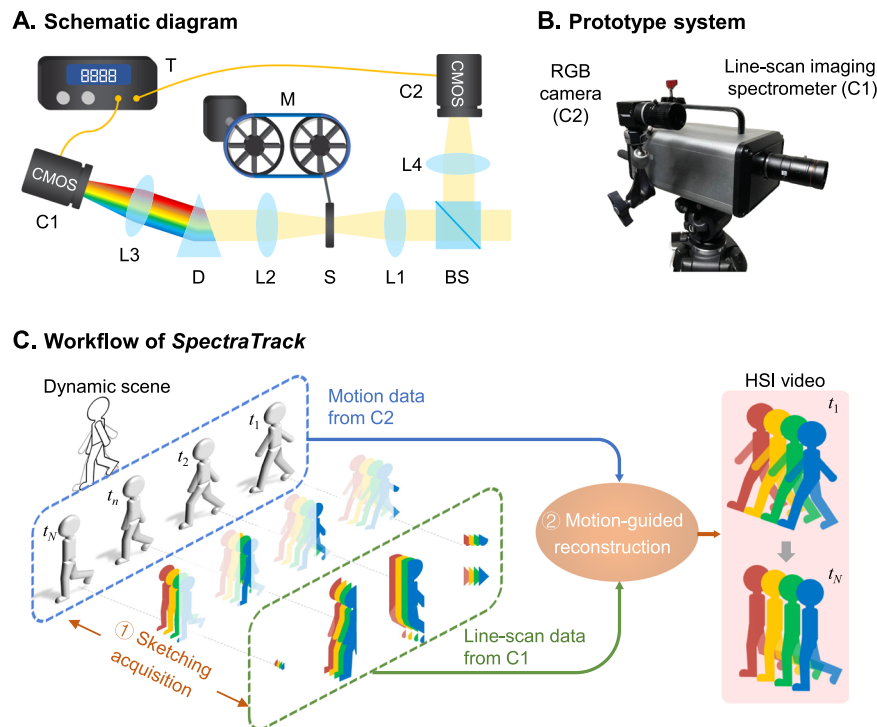 A. Schematic diagram
8888
T
M
C2
CMOS
L4
CMOS
C1
L3
D
L2
S
L1
BS
B. Prototype system
RGB
camera
(C2)
Line-scan imaging
spectrometer (C1)
C. Workflow of SpectraTrack
Dynamic scene
t1
t2
tn
tN
Motion data
from C2
① Sketching
acquisition
Line-scan data
from C1
② Motion-guided
reconstruction
HSI video
t1
tN